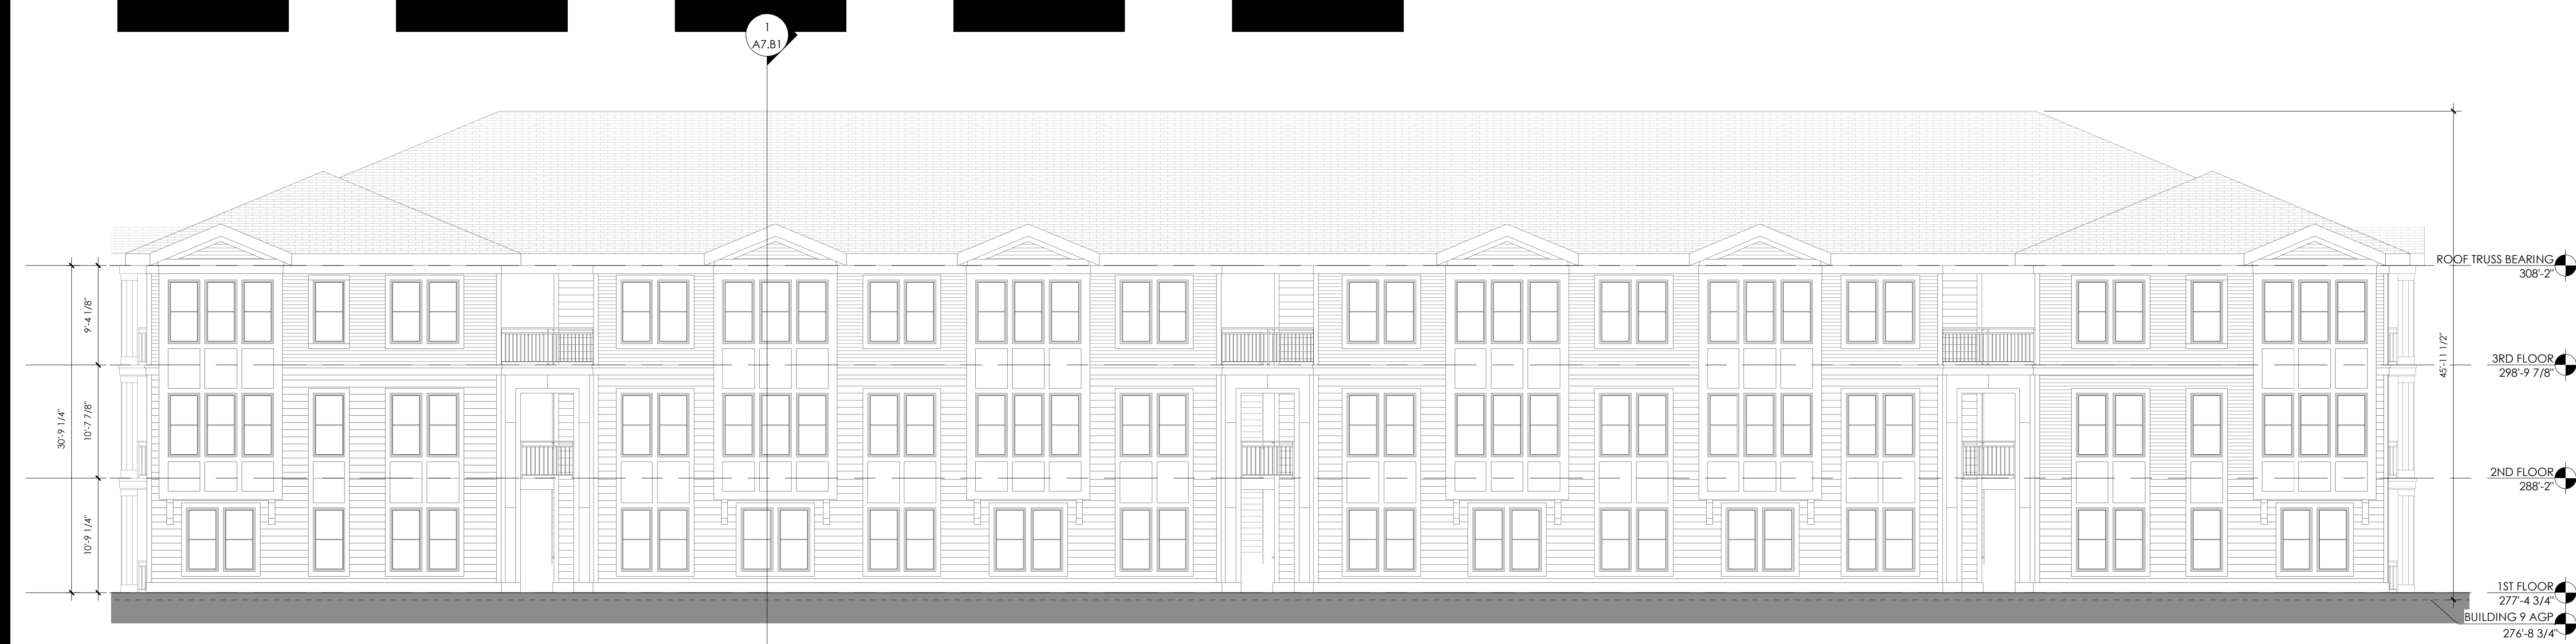 1
A7.B1
ROOF TRUSS BEARING
308'-2"
9'-4 1/8"
45'-11 1/2"
3RD FLOOR
298'-9 7/8"
30'-9 1/4"
10'-7 7/8"
2ND FLOOR
288'-2"
10'-9 1/4"
1ST FLOOR
277'-4 3/4"
BUILDING 9 AGP
276'-8 3/4"